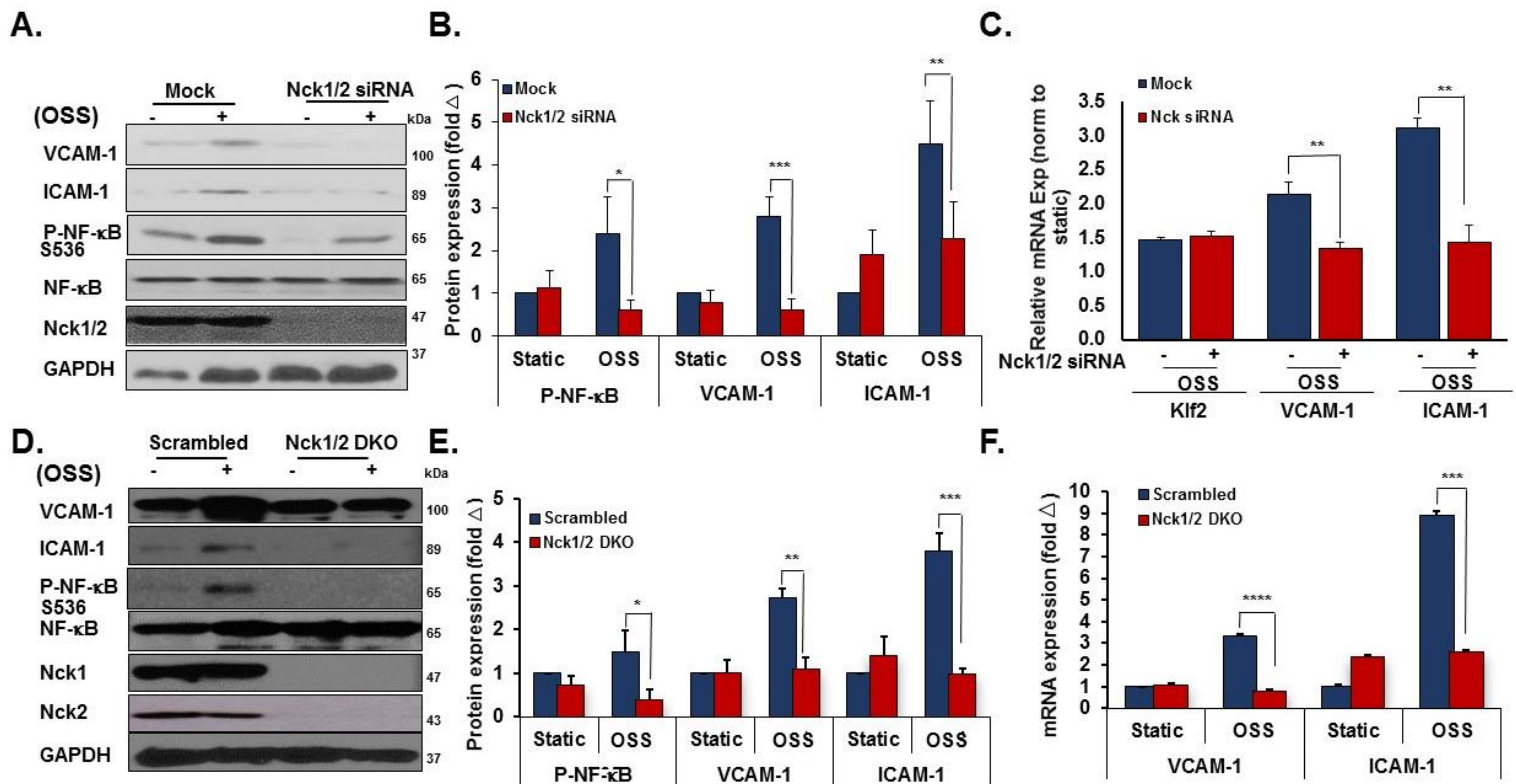 A.
Mock Nck1/2 siRNA
(OSS) - + - + kDa
VCAM-1 100
ICAM-1 89
P-NF-κB 65
S536
NF-κB 65
Nck1/2 47
GAPDH 37
B.
Protein expression (fold △)
6
5
4
3
2
1
0
Mock
Nck1/2 siRNA
* *** **
Static OSS Static OSS Static OSS
P-NF-κB VCAM-1 ICAM-1
C.
Relative mRNA Exp (norm to
static)
3.5
3.0
2.5
2.0
1.5
1.0
0.5
0.0
Mock
Nck siRNA
** **
Nck1/2 siRNA - + - + - +
OSS OSS OSS
Klf2 VCAM-1 ICAM-1
D.
Scrambled Nck1/2 DKO
(OSS) - + - + kDa
VCAM-1 100
ICAM-1 89
P-NF-κB 65
S536
NF-κB 65
Nck1 47
Nck2 43
GAPDH 37
E.
Protein expression (fold △)
5
4
3
2
1
0
Scrambled
Nck1/2 DKO
* ** ***
Static OSS Static OSS Static OSS
P-NF-κB VCAM-1 ICAM-1
F.
mRNA expression (fold △)
10
9
8
7
6
5
4
3
2
1
0
Scrambled
Nck1/2 DKO
**** ***
Static OSS Static OSS
VCAM-1 ICAM-1